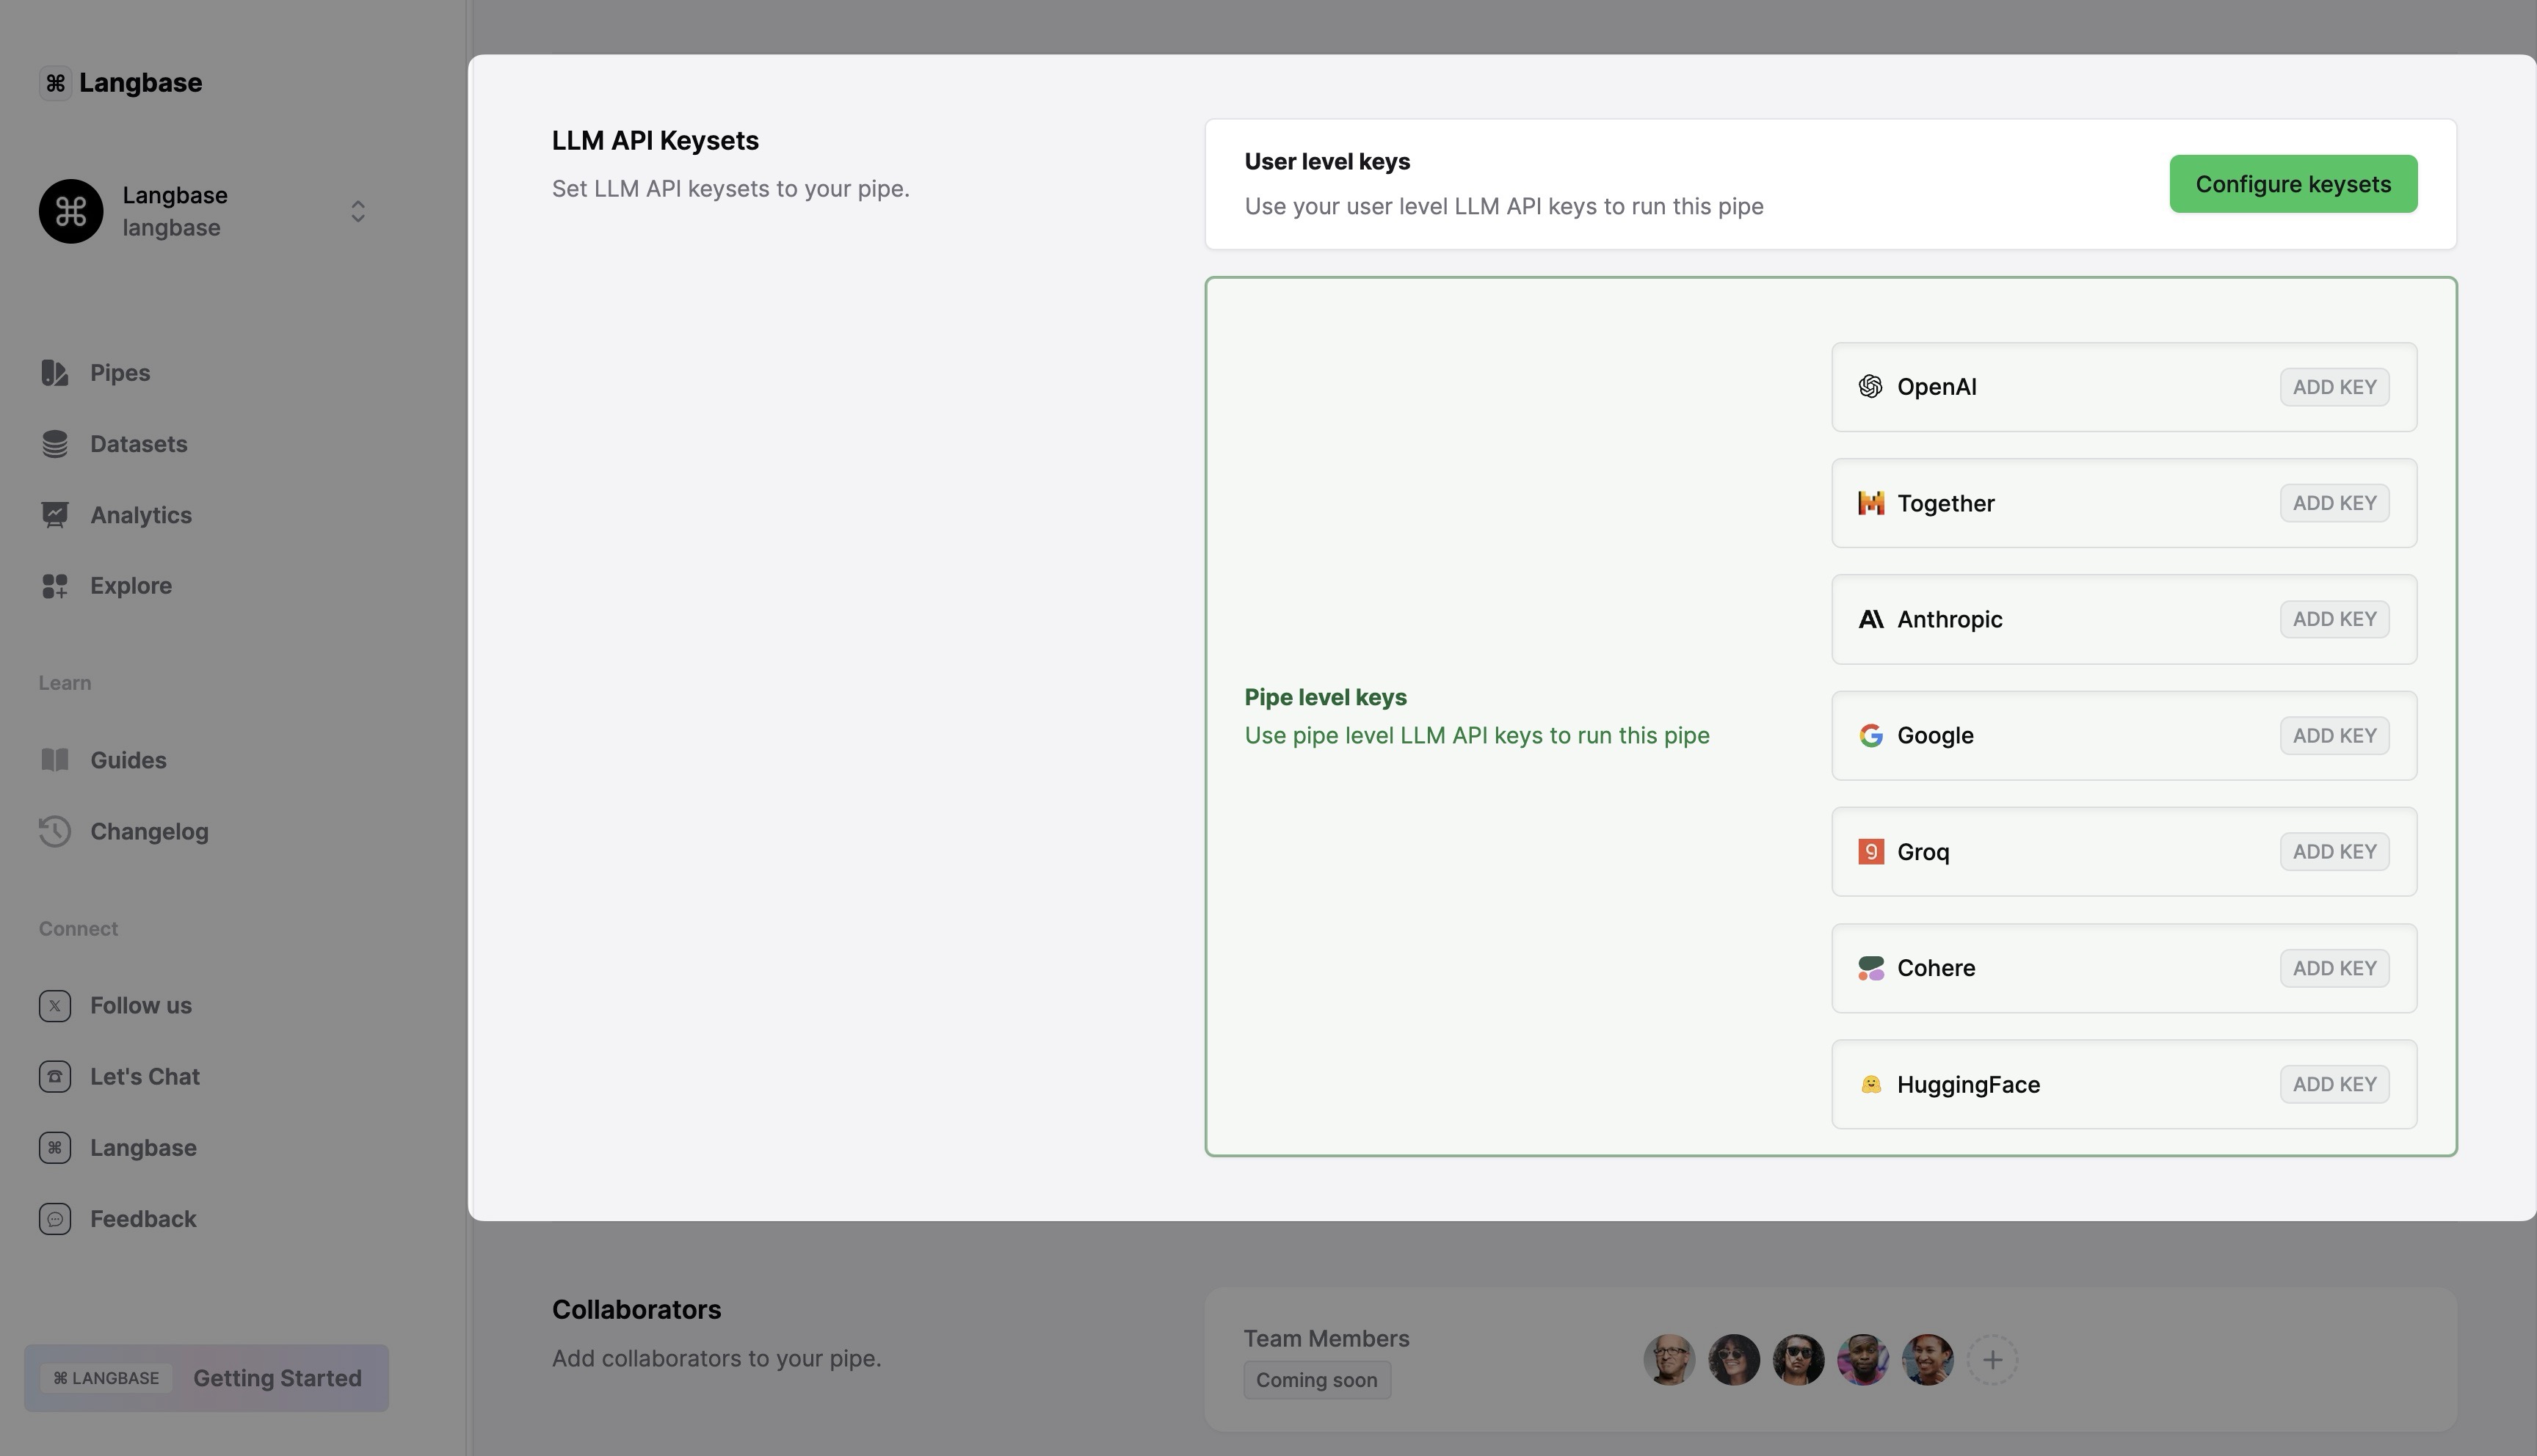 Langbase
Langbase
langbase
Pipes
Datasets
Analytics
Explore
Learn
Guides
Changelog
Connect
Follow us
Let's Chat
Langbase
Feedback
⌘ LANGBASE
Getting Started
LLM API Keysets
Set LLM API keysets to your pipe.
User level keys
Use your user level LLM API keys to run this pipe
Configure keysets
Pipe level keys
Use pipe level LLM API keys to run this pipe
OpenAI ADD KEY
Together ADD KEY
Anthropic ADD KEY
Google ADD KEY
Groq ADD KEY
Cohere ADD KEY
HuggingFace ADD KEY
Collaborators
Add collaborators to your pipe.
Team Members
Coming soon